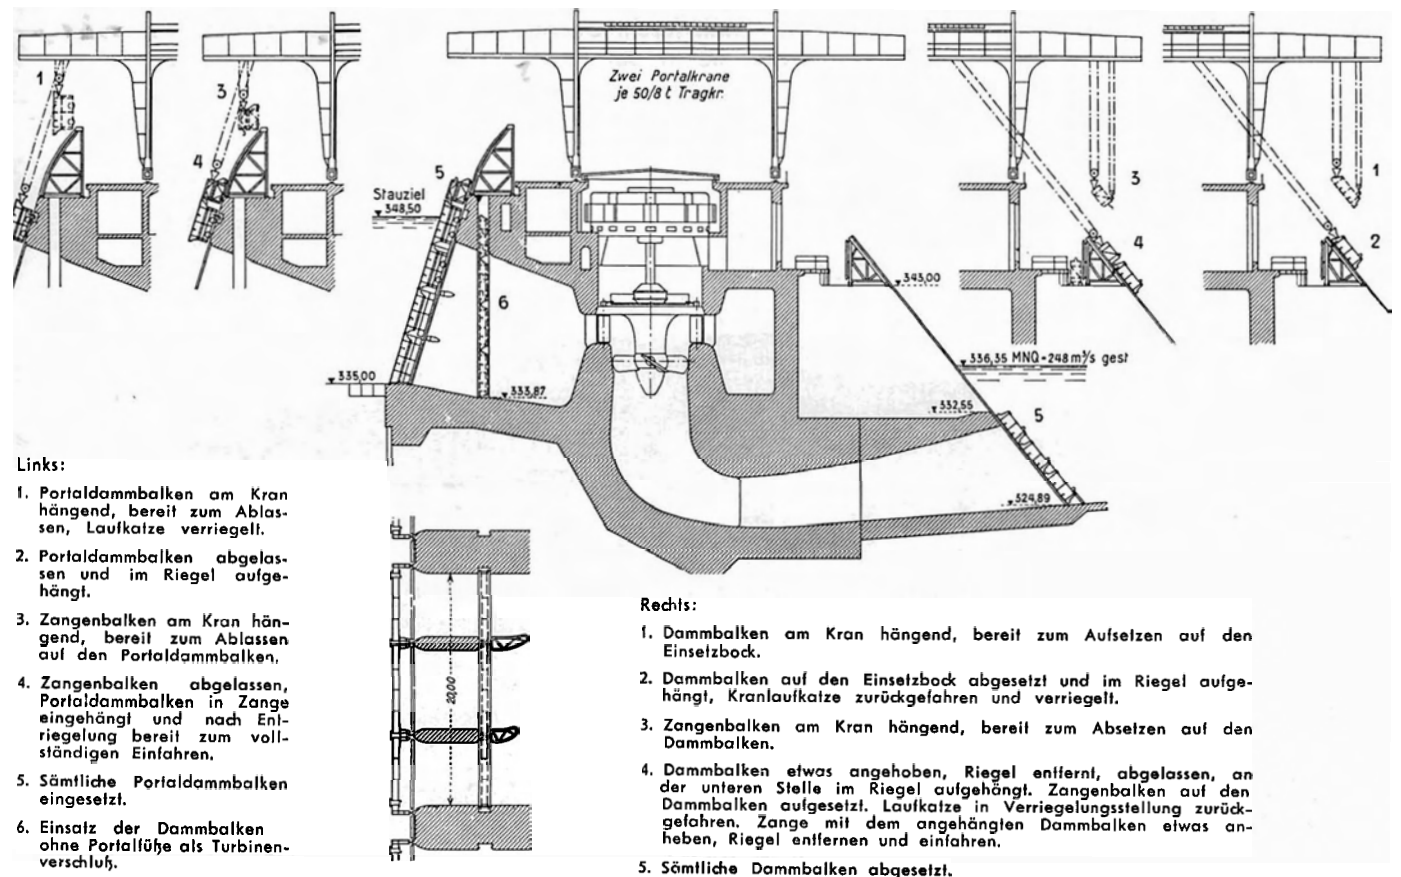 1
3
4
Zwei Portalkrane
je 50/8 t Tragkr.
5
Stauziel
348,50
6
335,00
333,87
3
4
1
2
343,00
336,35 MNQ=248 m³/s gest
332,55
5
324,89
20,00
Links:
1. Portaldammbalken am Kran
hängend, bereit zum Ablas-
sen, Laufkatze verriegelt.
2. Portaldammbalken abgelas-
sen und im Riegel aufge-
hängt.
3. Zangenbalken am Kran hän-
gend, bereit zum Ablassen
auf den Portaldammbalken.
4. Zangenbalken abgelassen,
Portaldammbalken in Zange
eingehängt und nach Ent-
riegelung bereit zum voll-
ständigen Einfahren.
5. Sämtliche Portaldammbalken
eingesetzt.
6. Einsatz der Dammbalken
ohne Portalfüße als Turbinen-
verschluß.
Rechts:
1. Dammbalken am Kran hängend, bereit zum Aufsetzen auf den
Einsetzbock.
2. Dammbalken auf den Einsetzbock abgesetzt und im Riegel aufge-
hängt, Kranlaufkatze zurückgefahren und verriegelt.
3. Zangenbalken am Kran hängend, bereit zum Absetzen auf den
Dammbalken.
4. Dammbalken etwas angehoben, Riegel entfernt, abgelassen, an
der unteren Stelle im Riegel aufgehängt. Zangenbalken auf den
Dammbalken aufgesetzt. Laufkatze in Verriegelungsstellung zurück-
gefahren. Zange mit dem angehängten Dammbalken etwas an-
heben, Riegel entfernen und einfahren.
5. Sämtliche Dammbalken abgesetzt.